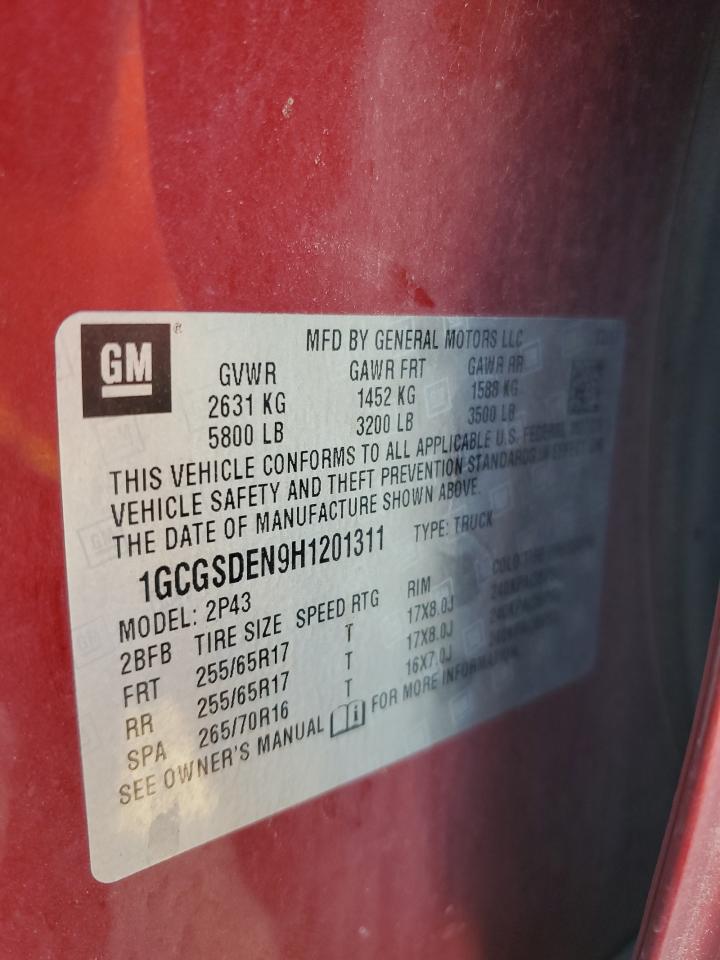 GM ®
MFD BY GENERAL MOTORS LLC
GVWR GAWR FRT GAWR RR
2631 KG 1452 KG 1588 KG
5800 LB 3200 LB 3500 LB
THIS VEHICLE CONFORMS TO ALL APPLICABLE U.S. FEDERAL MOTOR
VEHICLE SAFETY AND THEFT PREVENTION STANDARDS IN EFFECT ON
THE DATE OF MANUFACTURE SHOWN ABOVE.
1GCGSDEN9H1201311 TYPE: TRUCK
MODEL: 2P43
2BFB TIRE SIZE SPEED RTG RIM COLD TIRE
FRT 255/65R17 T 17X8.0J
RR 255/65R17 T 17X8.0J
SPA 265/70R16 T 16X7.0J
SEE OWNER'S MANUAL FOR MORE INFORMATION